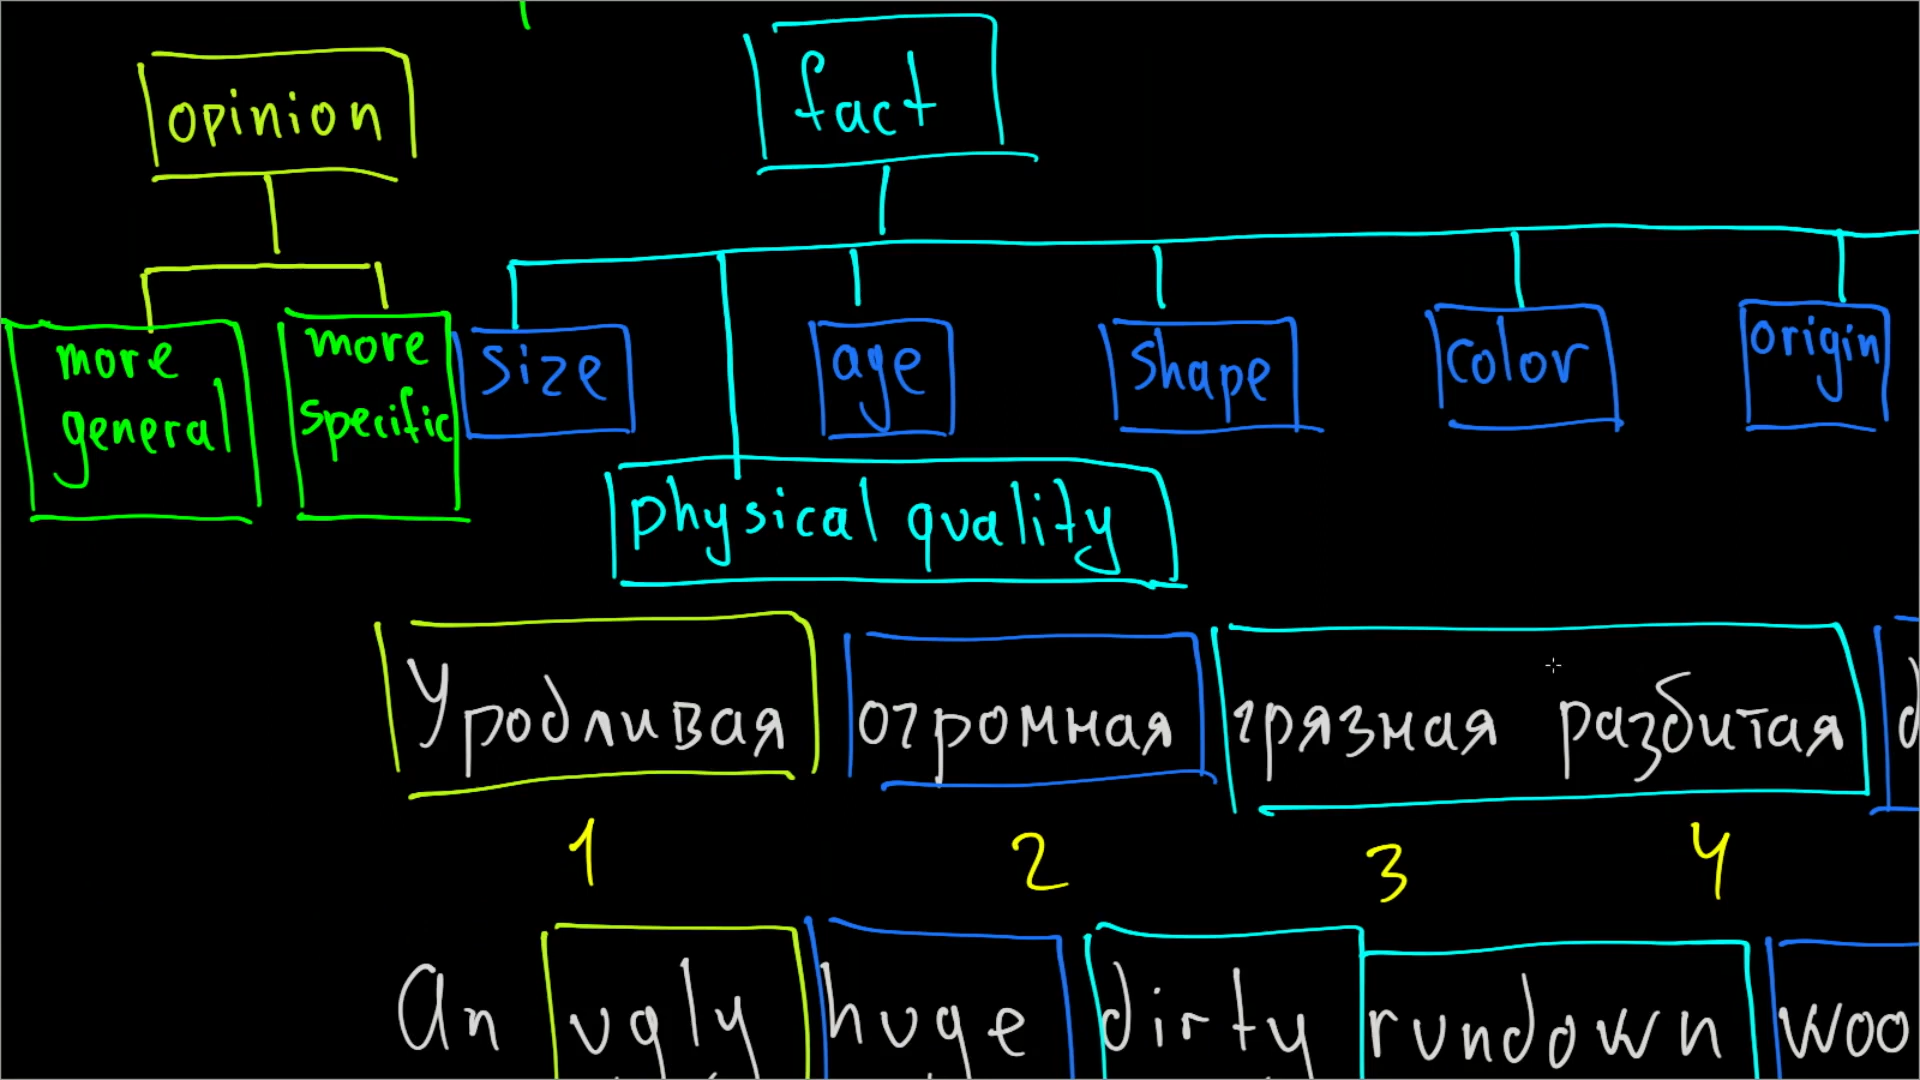 opinion
fact
more general
more specific
size
age
shape
color
origin
physical quality
Уродливая огромная грязная разбитая
1 2 3 4
An ugly huge dirty rundown